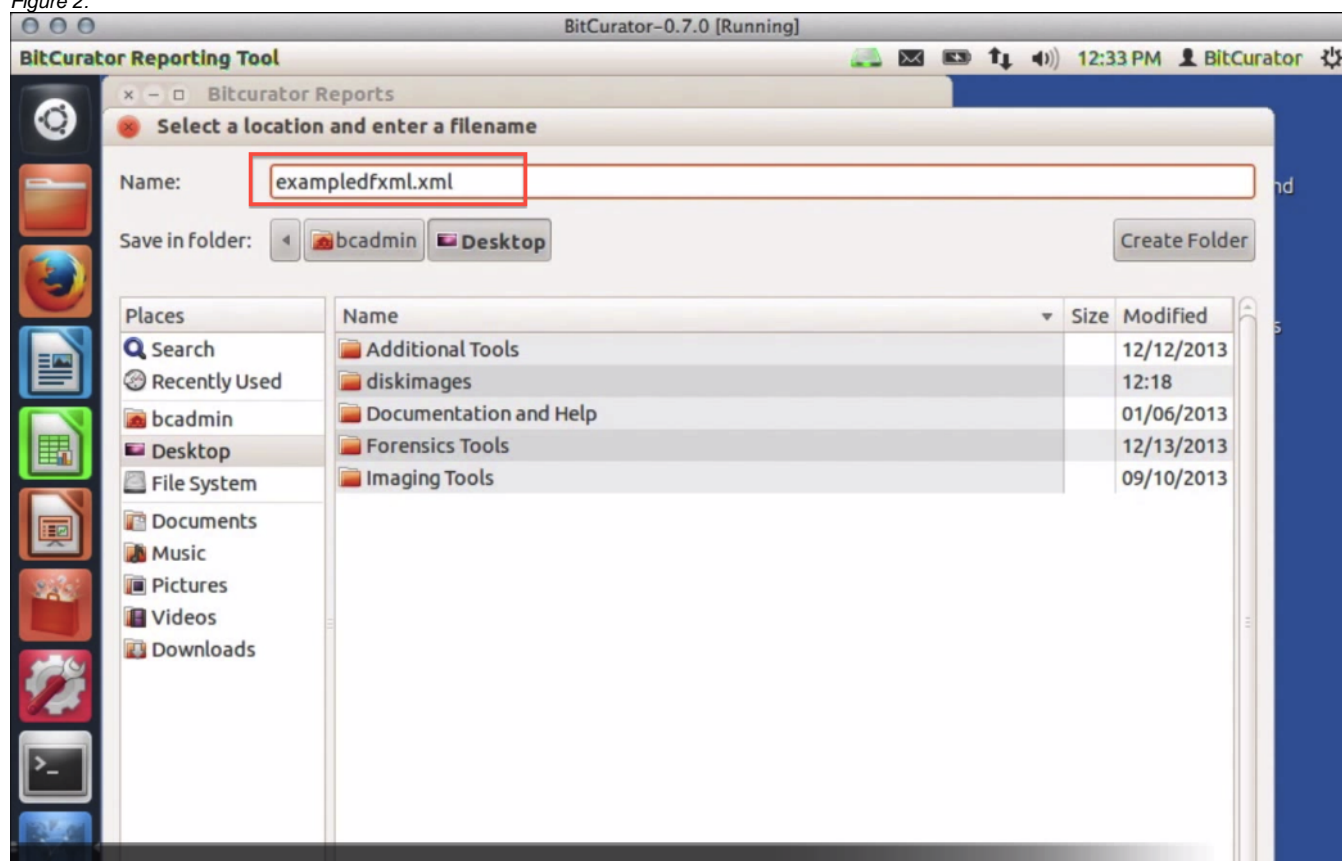 Figure 2:
BitCurator–0.7.0 [Running]
BitCurator Reporting Tool 12:33 PM BitCurator
Bitcurator Reports
Select a location and enter a filename
Name: exampledfxml.xml
Save in folder: bcadmin Desktop Create Folder
Places Name Size Modified
Search Additional Tools 12/12/2013
Recently Used diskimages 12:18
bcadmin Documentation and Help 01/06/2013
Desktop Forensics Tools 12/13/2013
File System Imaging Tools 09/10/2013
Documents
Music
Pictures
Videos
Downloads